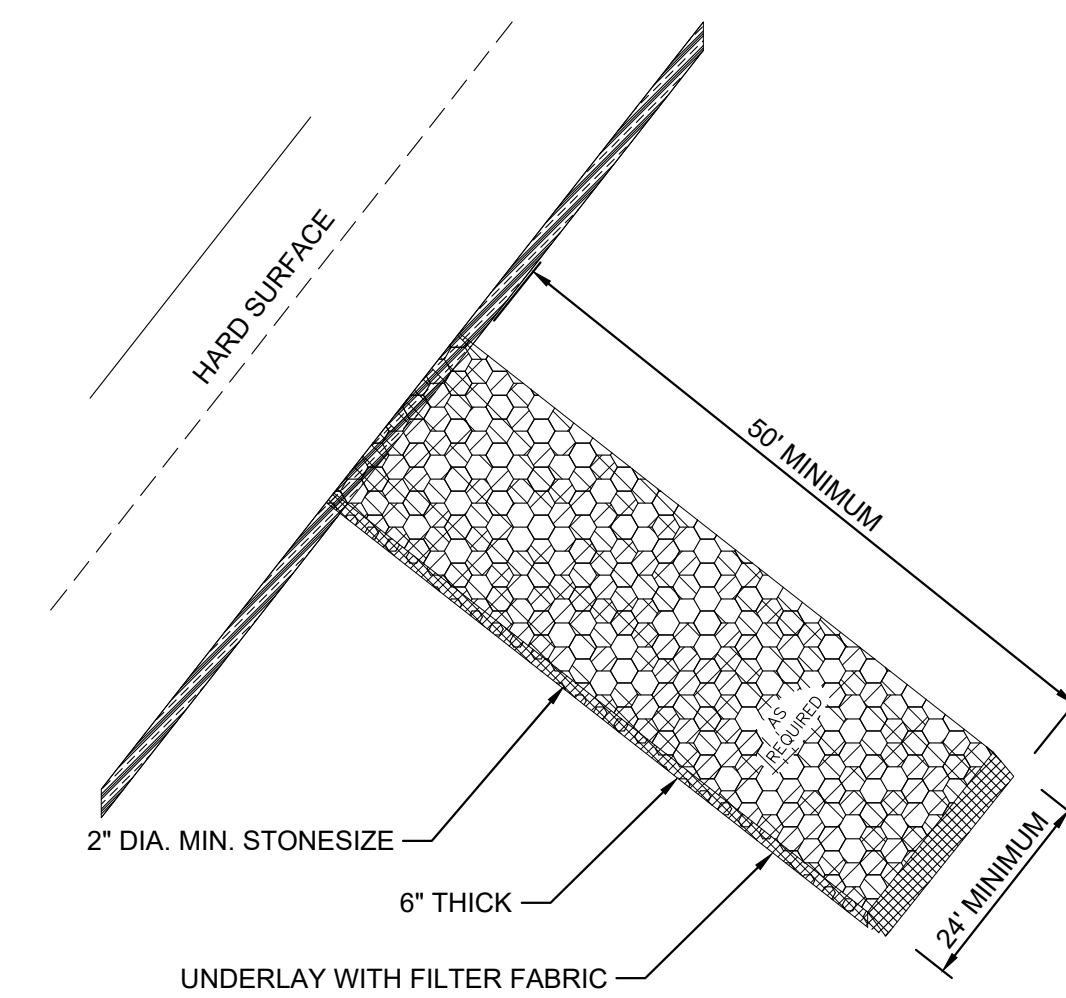 HARD SURFACE
50' MINIMUM
AS
REQUIRED
2" DIA. MIN. STONESIZE
6" THICK
24' MINIMUM
UNDERLAY WITH FILTER FABRIC